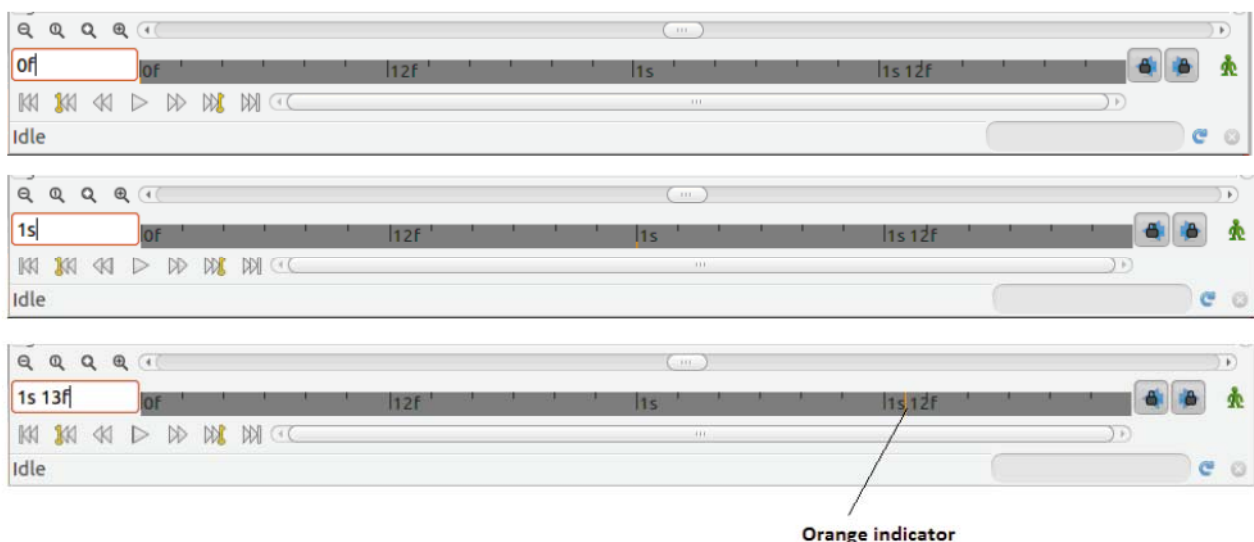 0f
0f 12f 1s 1s 12f
Idle
1s
0f 12f 1s 1s 12f
Idle
1s 13f
0f 12f 1s 1s 12f
Idle
Orange indicator